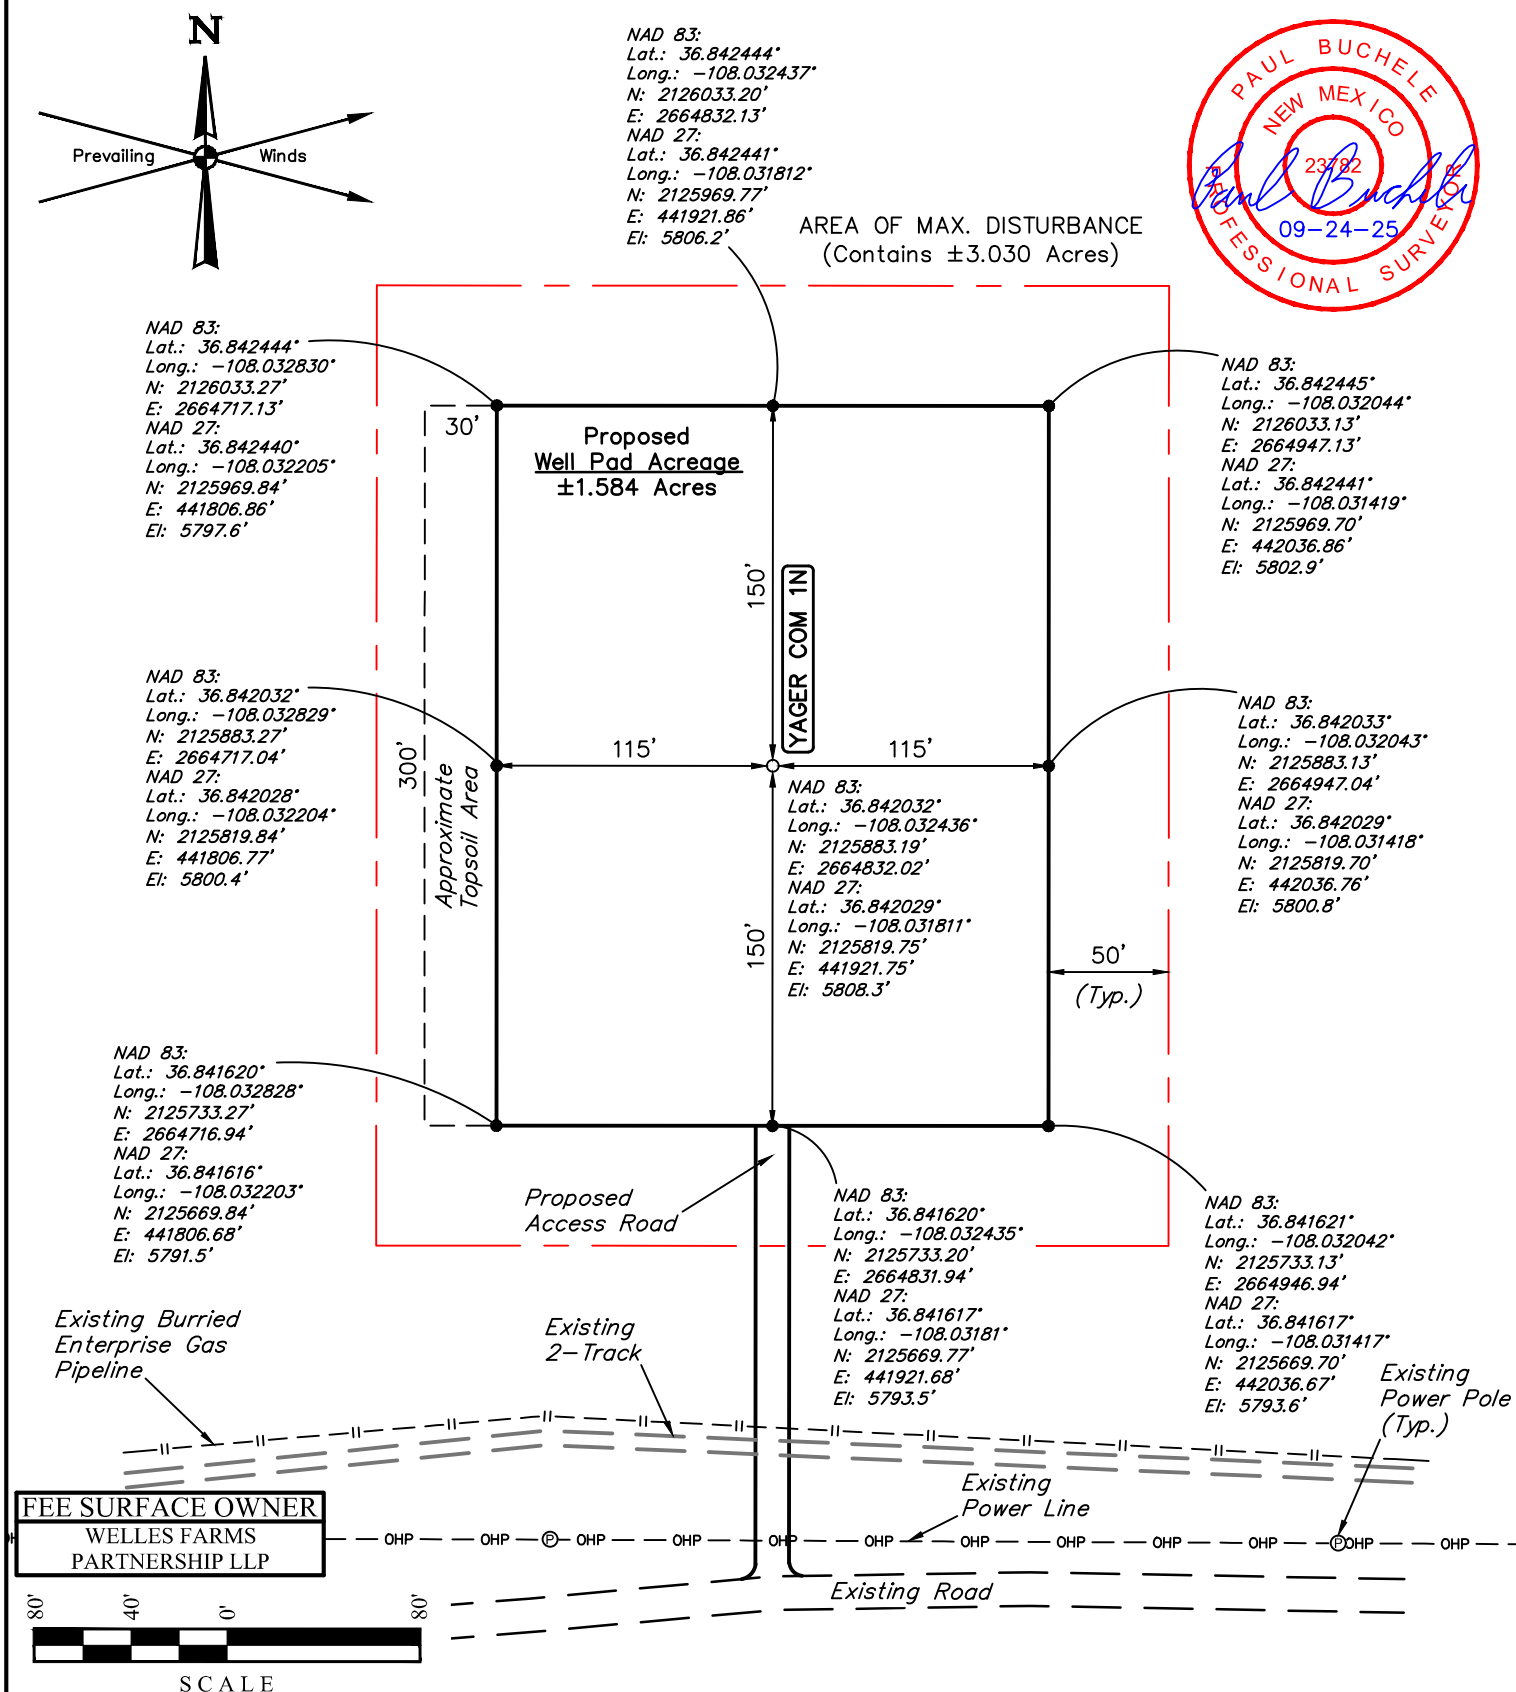 N
Prevailing Winds
NAD 83:
Lat.: 36.842444°
Long.: -108.032437°
N: 2126033.20'
E: 2664832.13'
NAD 27:
Lat.: 36.842441°
Long.: -108.031812°
N: 2125969.77'
E: 441921.86'
El: 5806.2'
PAUL BUCHELE
NEW MEXICO
23782
Paul Buchele
09-24-25
PROFESSIONAL SURVEYOR
AREA OF MAX. DISTURBANCE
(Contains ±3.030 Acres)
NAD 83:
Lat.: 36.842444°
Long.: -108.032830°
N: 2126033.27'
E: 2664717.13'
NAD 27:
Lat.: 36.842440°
Long.: -108.032205°
N: 2125969.84'
E: 441806.86'
El: 5797.6'
NAD 83:
Lat.: 36.842445°
Long.: -108.032044°
N: 2126033.13'
E: 2664947.13'
NAD 27:
Lat.: 36.842441°
Long.: -108.031419°
N: 2125969.70'
E: 442036.86'
El: 5802.9'
30'
Proposed
Well Pad Acreage
±1.584 Acres
150'
YAGER COM 1N
NAD 83:
Lat.: 36.842032°
Long.: -108.032829°
N: 2125883.27'
E: 2664717.04'
NAD 27:
Lat.: 36.842028°
Long.: -108.032204°
N: 2125819.84'
E: 441806.77'
El: 5800.4'
300'
Approximate
Topsoil Area
115'
115'
NAD 83:
Lat.: 36.842032°
Long.: -108.032436°
N: 2125883.19'
E: 2664832.02'
NAD 27:
Lat.: 36.842029°
Long.: -108.031811°
N: 2125819.75'
E: 441921.75'
El: 5808.3'
150'
NAD 83:
Lat.: 36.842033°
Long.: -108.032043°
N: 2125883.13'
E: 2664947.04'
NAD 27:
Lat.: 36.842029°
Long.: -108.031418°
N: 2125819.70'
E: 442036.76'
El: 5800.8'
50'
(Typ.)
NAD 83:
Lat.: 36.841620°
Long.: -108.032828°
N: 2125733.27'
E: 2664716.94'
NAD 27:
Lat.: 36.841616°
Long.: -108.032203°
N: 2125669.84'
E: 441806.68'
El: 5791.5'
Proposed
Access Road
NAD 83:
Lat.: 36.841620°
Long.: -108.032435°
N: 2125733.20'
E: 2664831.94'
NAD 27:
Lat.: 36.841617°
Long.: -108.03181°
N: 2125669.77'
E: 441921.68'
El: 5793.5'
NAD 83:
Lat.: 36.841621°
Long.: -108.032042°
N: 2125733.13'
E: 2664946.94'
NAD 27:
Lat.: 36.841617°
Long.: -108.031417°
N: 2125669.70'
E: 442036.67'
El: 5793.6'
Existing Burried
Enterprise Gas
Pipeline
Existing
2-Track
Existing
Power Pole
(Typ.)
Existing
Power Line
FEE SURFACE OWNER
WELLES FARMS
PARTNERSHIP LLP
OHP OHP P OHP OHP OHP OHP OHP OHP OHP OHP P OHP OHP
Existing Road
80' 40' 0' 80'
SCALE